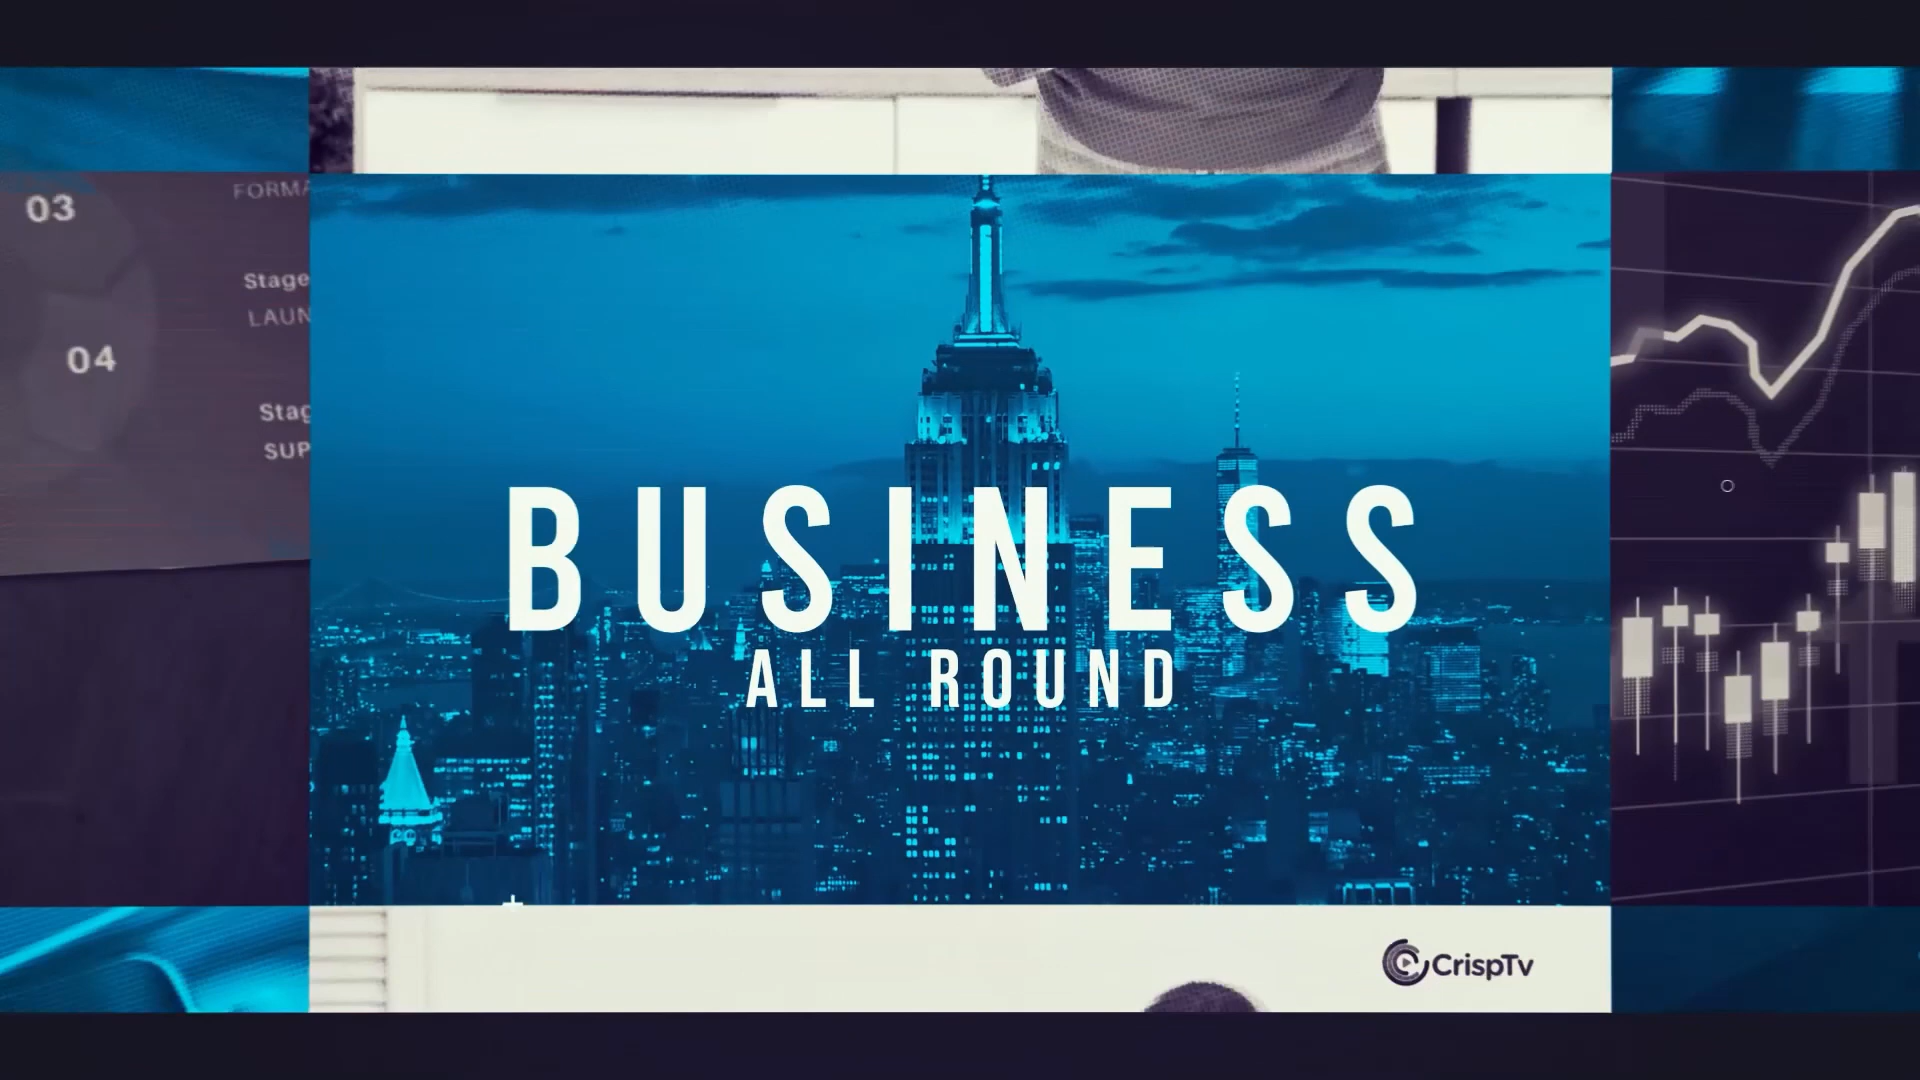 03
FORMA
Stage
LAUN
04
Stag
SUP
BUSINESS
ALL ROUND
CrispTv